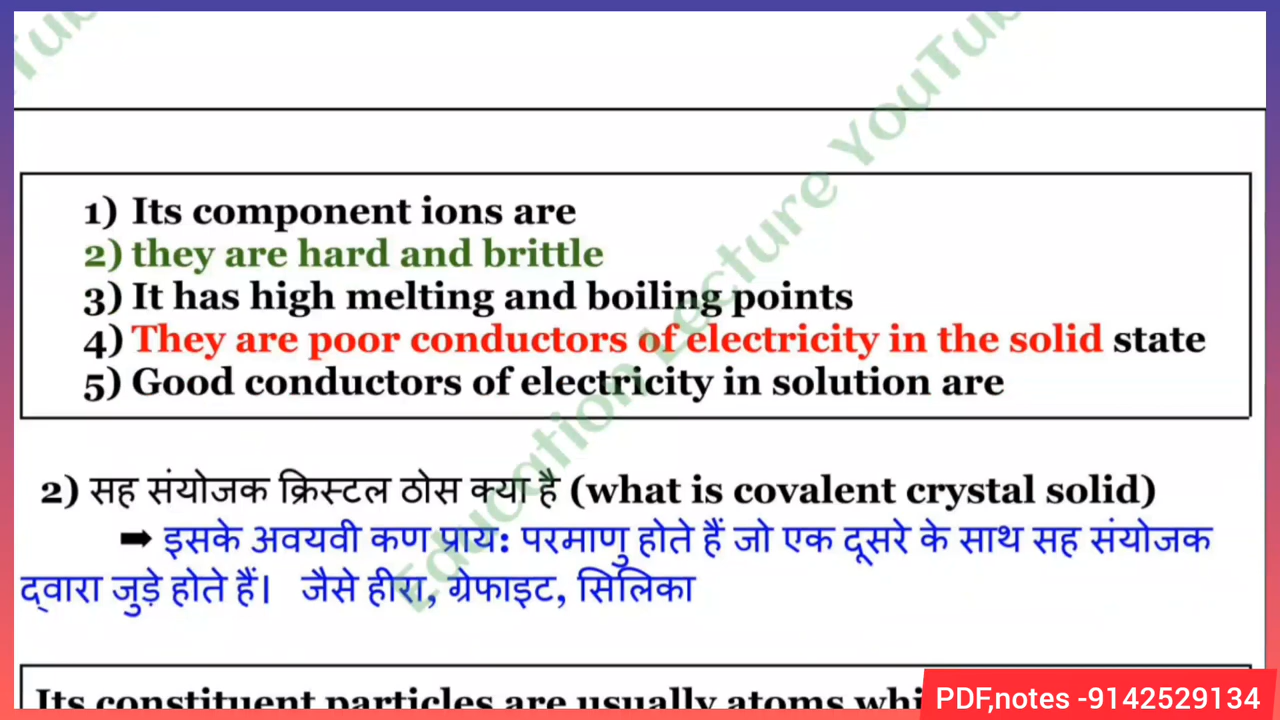 1) Its component ions are
2) they are hard and brittle
3) It has high melting and boiling points
4) They are poor conductors of electricity in the solid state
5) Good conductors of electricity in solution are
2) सह संयोजक क्रिस्टल ठोस क्या है (what is covalent crystal solid)
➡ इसके अवयवी कण प्राय: परमाणु होते हैं जो एक दूसरे के साथ सह संयोजक
द्वारा जुड़े होते हैं। जैसे हीरा, ग्रेफाइट, सिलिका
Its constituent particles are usually atoms
PDF,notes -9142529134
Education Lecture YouTub